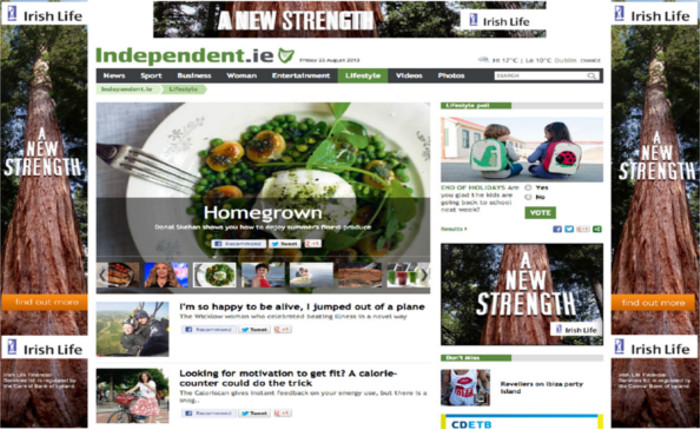 Irish Life
A NEW STRENGTH
Irish Life
Irish Life
Independent.ie
Friday 23 August 2013
Hi 12°C | Lo 10°C Dublin
News Sport Business Woman Entertainment Lifestyle Videos Photos SEARCH
Independent.ie Lifestyle
Lifestyle poll
A
NEW
STRENGTH
A
NEW
STRENGTH
Homegrown
Donal Skehan shows you how to enjoy summer's finest produce
Recommend Tweet +1
END OF HOLIDAYS Are
you glad the kids are
going back to school
next week?
Yes
No
VOTE
Results
A
NEW
STRENGTH
Irish Life
find out more
find out more
I'm so happy to be alive, I jumped out of a plane
The Wicklow woman who celebrated beating illness in a novel way
Recommend Tweet +1
Irish Life
Irish Life
Looking for motivation to get fit? A calorie-
counter could do the trick
The Caloriscan gives instant feedback on your energy use, but there is a
snag..
Recommend Tweet +1
Don't Miss
Revellers on Ibiza party
island
CDETB
Irish Life Financial
Services ltd is regulated by
the Central Bank of Ireland
Irish Life Financial
Services ltd is regulated by
the Central Bank of Ireland